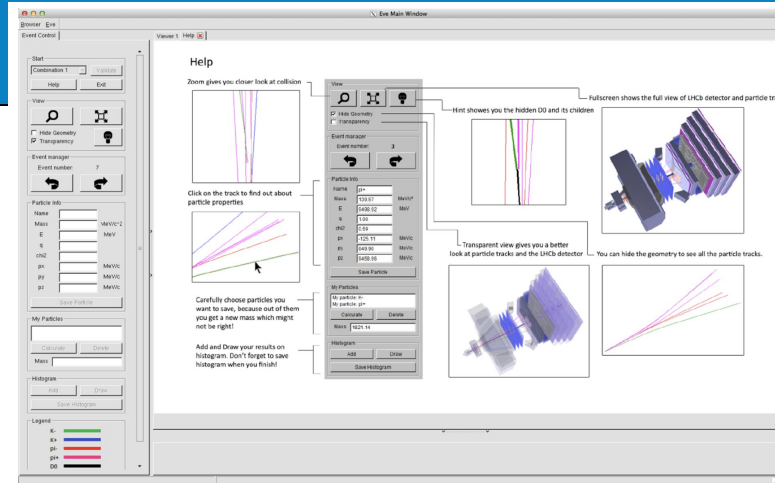 Eve Main Window
Browser Eve
Event Control
Viewer 1 Help
Start
Combination 1 Validate
Help Exit
View
Hide Geometry
Transparency
Event manager
Event number: 7
Particle Info
Name
Mass MeV/c^2
E MeV
q
chi2
px MeV/c
py MeV/c
pz MeV/c
Save Particle
My Particles
Calculate Delete
Mass
Histogram
Add Draw
Save Histogram
Legend
K-
K+
pi-
pi+
D0
Help
Zoom gives you closer look at collision
Click on the track to find out about
particle properties
Carefully choose particles you
want to save, because out of them
you get a new mass which might
not be right!
Add and Draw your results on
histogram. Don't forget to save
histogram when you finish!
View
Hide Geometry
Transparency
Event manager
Event number: 3
Particle Info
Name pi+
Mass 139.57 MeV/c^
E MeV
q 1.00
chi2 0.69
px -125.11 MeV/c
py 649.90 MeV/c
pz MeV/c
Save Particle
My Particles
My particle: K-
My particle: pi+
Calculate Delete
Mass 1821.14
Histogram
Add Draw
Save Histogram
Hint showes you the hidden D0 and its children
Transparent view gives you a better
look at particle tracks and the LHCb detector
Fullscreen shows the full view of LHCb detector and particle tr
You can hide the geometry to see all the particle tracks.